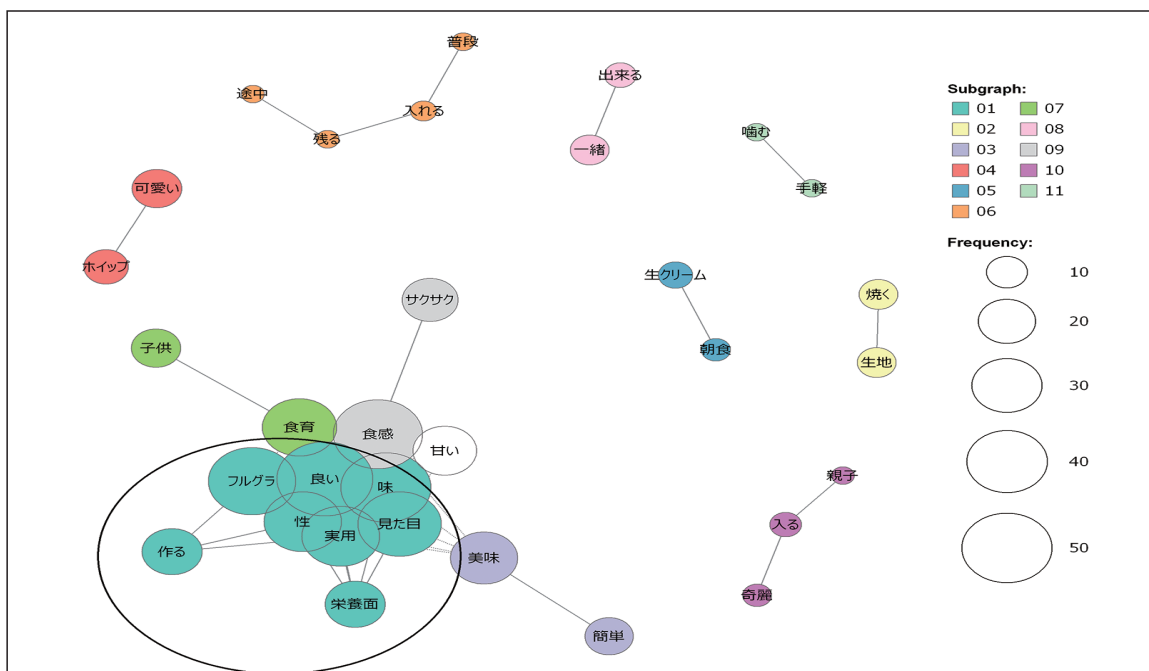 普段
途中
入れる
残る
出来る
一緒
噛む
手軽
可愛い
ホイップ
サクサク
生クリーム
朝食
焼く
生地
子供
食育
食感
甘い
フルグラ
良い
味
性
実用
見た目
作る
栄養面
美味
簡単
親子
入る
奇麗
Subgraph:
01 07
02 08
03 09
04 10
05 11
06
Frequency:
10
20
30
40
50